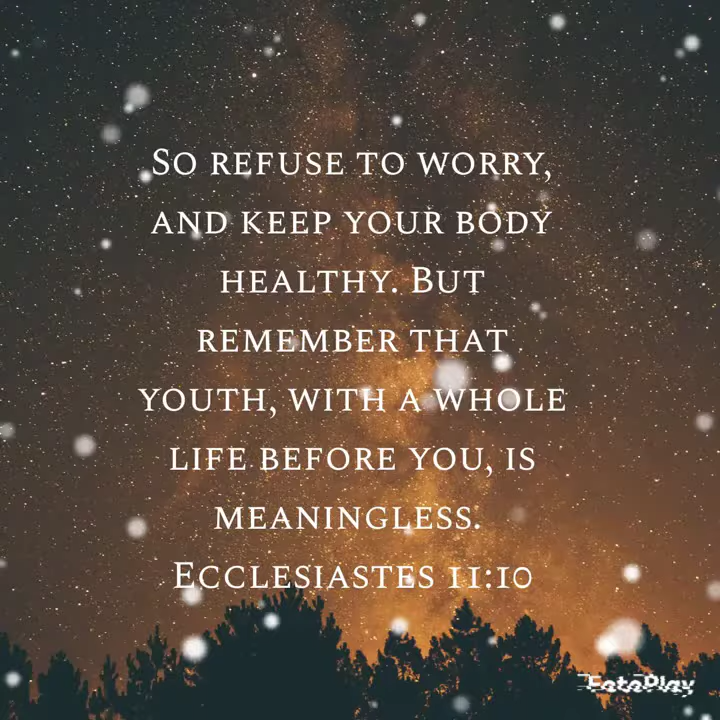 So refuse to worry,
and keep your body
healthy. But
remember that
youth, with a whole
life before you, is
meaningless.
Ecclesiastes 11:10
FotoPlay